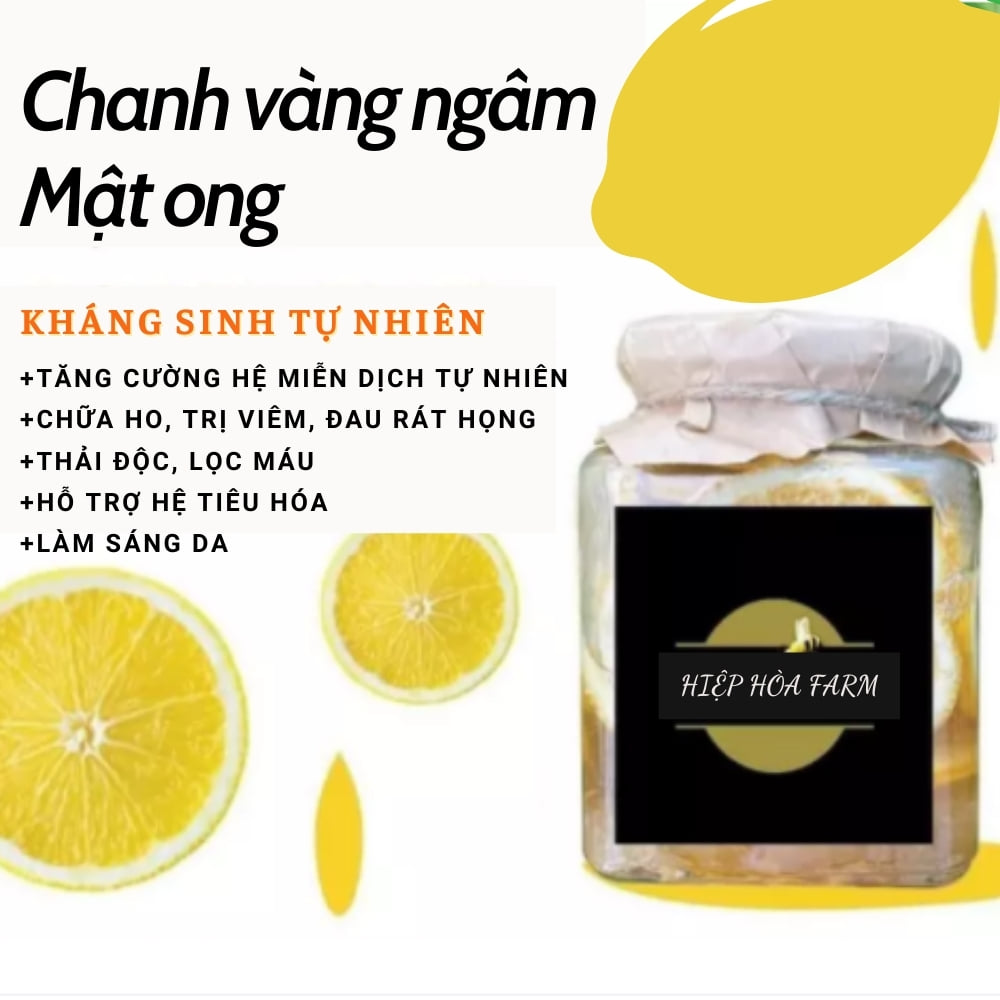 Chanh vàng ngâm
Mật ong
KHÁNG SINH TỰ NHIÊN
+TĂNG CƯỜNG HỆ MIỄN DỊCH TỰ NHIÊN
+CHỮA HO, TRỊ VIÊM, ĐAU RÁT HỌNG
+THẢI ĐỘC, LỌC MÁU
+HỖ TRỢ HỆ TIÊU HÓA
+LÀM SÁNG DA
HIỆP HÒA FARM